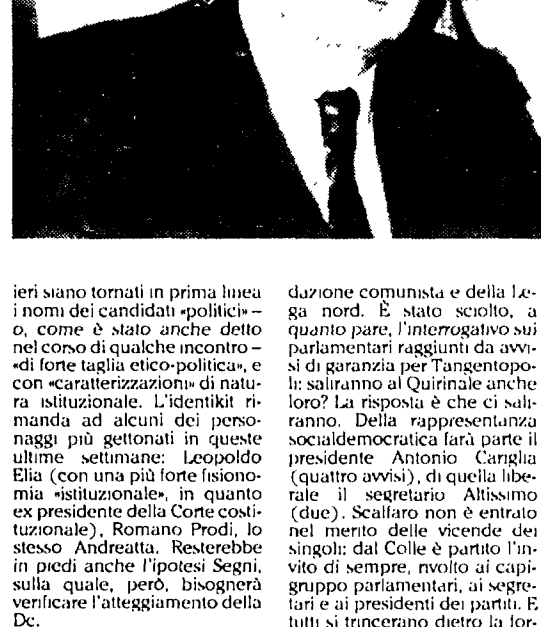 ieri siano tornati in prima linea
i nomi dei candidati «politici» –
o, come è stato anche detto
nel corso di qualche incontro –
«di forte taglia etico-politica», e
con «caratterizzazioni» di natu-
ra istituzionale. L'identikit ri-
manda ad alcuni dei perso-
naggi più gettonati in queste
ultime settimane: Leopoldo
Elia (con una più forte fisiono-
mia «istituzionale», in quanto
ex presidente della Corte costi-
tuzionale), Romano Prodi, lo
stesso Andreatta. Resterebbe
in piedi anche l'ipotesi Segni,
sulla quale, però, bisognerà
verificare l'atteggiamento della
Dc.
dazione comunista e della Le-
ga nord. È stato sciolto, a
quanto pare, l'interrogativo sui
parlamentari raggiunti da avvi-
si di garanzia per Tangentopo-
li: saliranno al Quirinale anche
loro? La risposta è che ci sali-
ranno. Della rappresentanza
socialdemocratica farà parte il
presidente Antonio Cariglia
(quattro avvisi), di quella libe-
rale il segretario Altissimo
(due). Scalfaro non è entrato
nel merito delle vicende dei
singoli: dal Colle è partito l'in-
vito di sempre, rivolto ai capi-
gruppo parlamentari, ai segre-
tari e ai presidenti dei partiti. E
tutti si trincerano dietro la for-